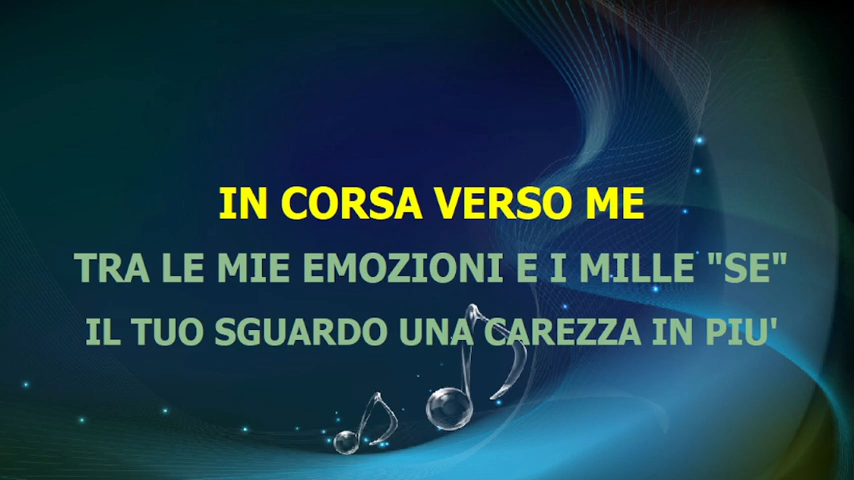 IN CORSA VERSO ME
TRA LE MIE EMOZIONI E I MILLE "SE"
IL TUO SGUARDO UNA CAREZZA IN PIU'